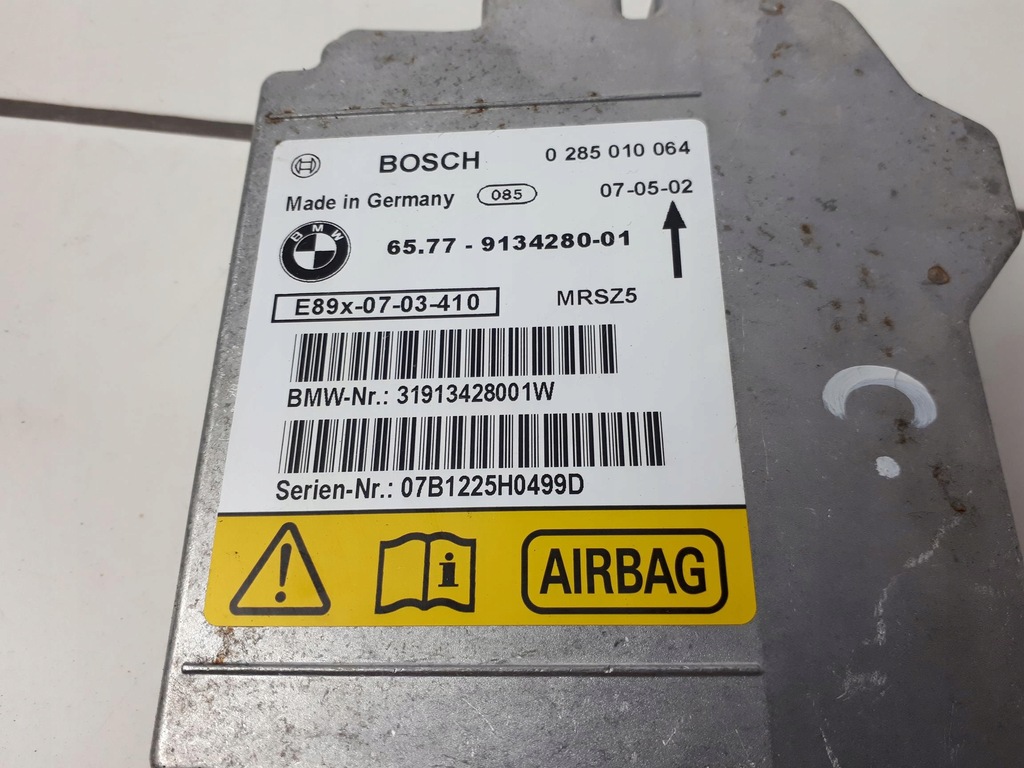 BOSCH 0 285 010 064
Made in Germany 085 07-05-02
BMW 65.77 - 9134280-01
E89x-07-03-410 MRSZ5
BMW-Nr.: 31913428001W
Serien-Nr.: 07B1225H0499D
i AIRBAG